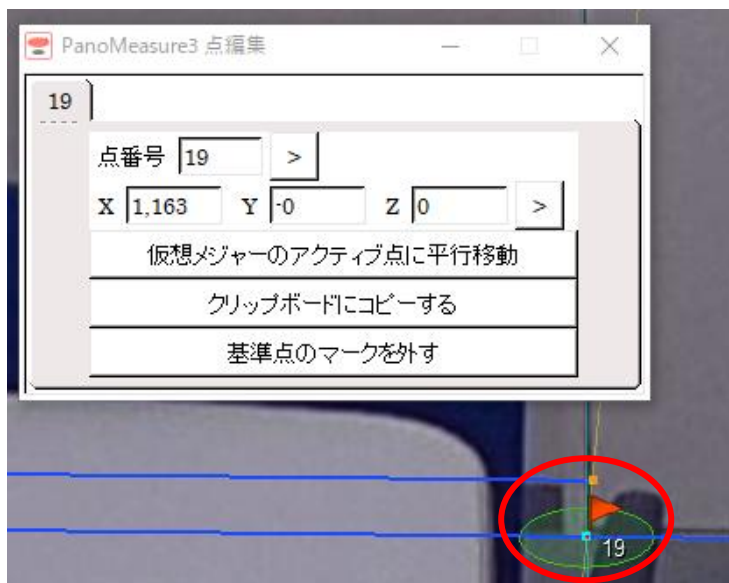 PanoMeasure3 点編集
19
点番号 19 >
X 1,163 Y -0 Z 0 >
仮想メジャーのアクティブ点に平行移動
クリップボードにコピーする
基準点のマークを外す
19